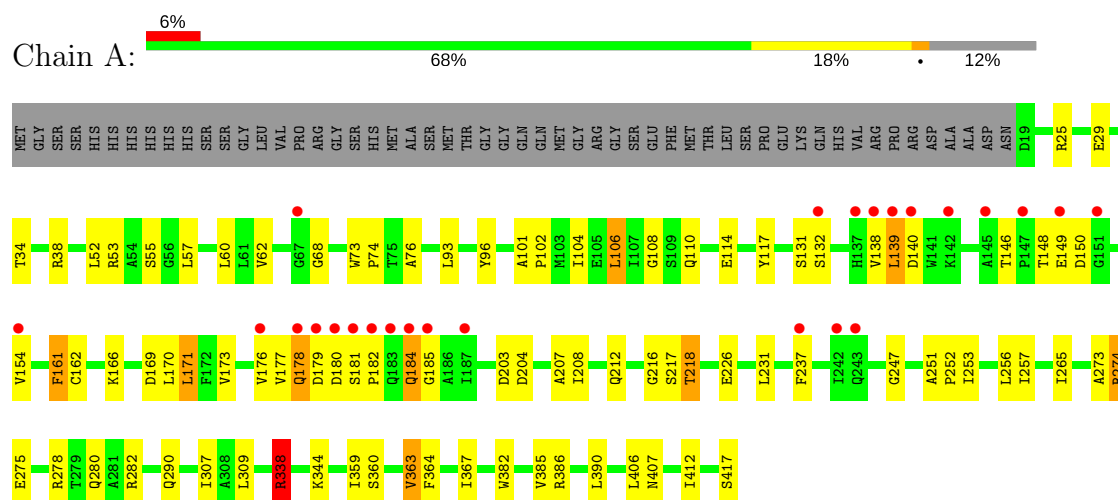 6%
Chain A:
68% 18% • 12%
MET GLY SER SER HIS HIS HIS HIS HIS HIS SER SER GLY LEU VAL PRO ARG GLY SER HIS MET ALA SER MET THR GLY GLY GLN GLN MET GLY ARG GLY SER GLU PHE MET THR LEU SER PRO GLU LYS GLN HIS VAL ARG PRO ARG ASP ALA ALA ASP ASN D19 R25 E29
T34 R38 L52 R53 A54 S55 G56 L57 L60 L61 V62 G67 G68 W73 P74 T75 A76 L93 Y96 A101 P102 M103 I104 E105 L106 I107 G108 S109 Q110 E114 Y117 S131 S132 H137 V138 L139 D140 W141 K142 A145 T146 P147 T148 E149 D150 G151
V154 F161 C162 K166 D169 L170 L171 F172 V173 V176 V177 Q178 D179 D180 S181 P182 Q183 Q184 G185 A186 I187 D203 D204 A207 I208 Q212 G216 S217 T218 E226 L231 F237 I242 Q243 G247 A251 P252 I253 L256 I257 I265 A273 R274
E275 R278 T279 Q280 A281 R282 Q290 I307 A308 L309 R338 K344 I359 S360 V363 F364 I367 W382 V385 R386 L390 L406 N407 I412 S417